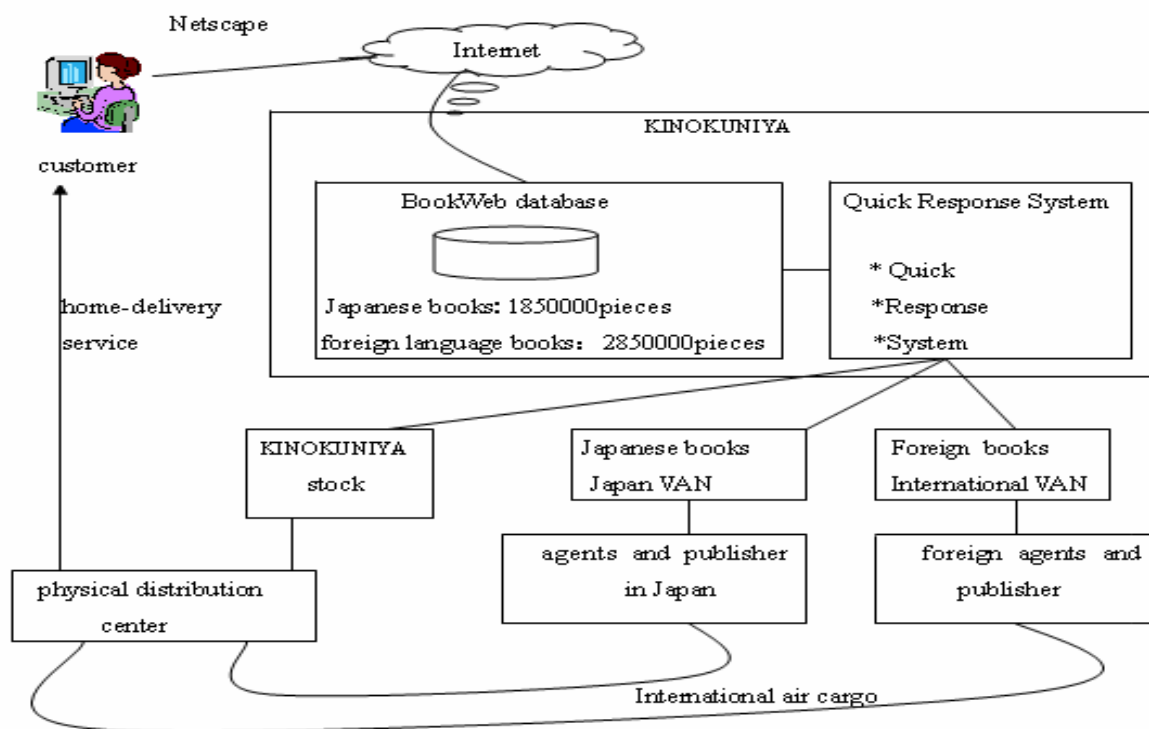 Netscape
Internet
KINOKUNIYA
customer
BookWeb database
Japanese books: 1850000pieces
foreign language books: 2850000pieces
Quick Response System
* Quick
*Response
*System
home-delivery
service
KINOKUNIYA
stock
Japanese books
Japan VAN
Foreign books
International VAN
agents and publisher
in Japan
foreign agents and
publisher
physical distribution
center
International air cargo